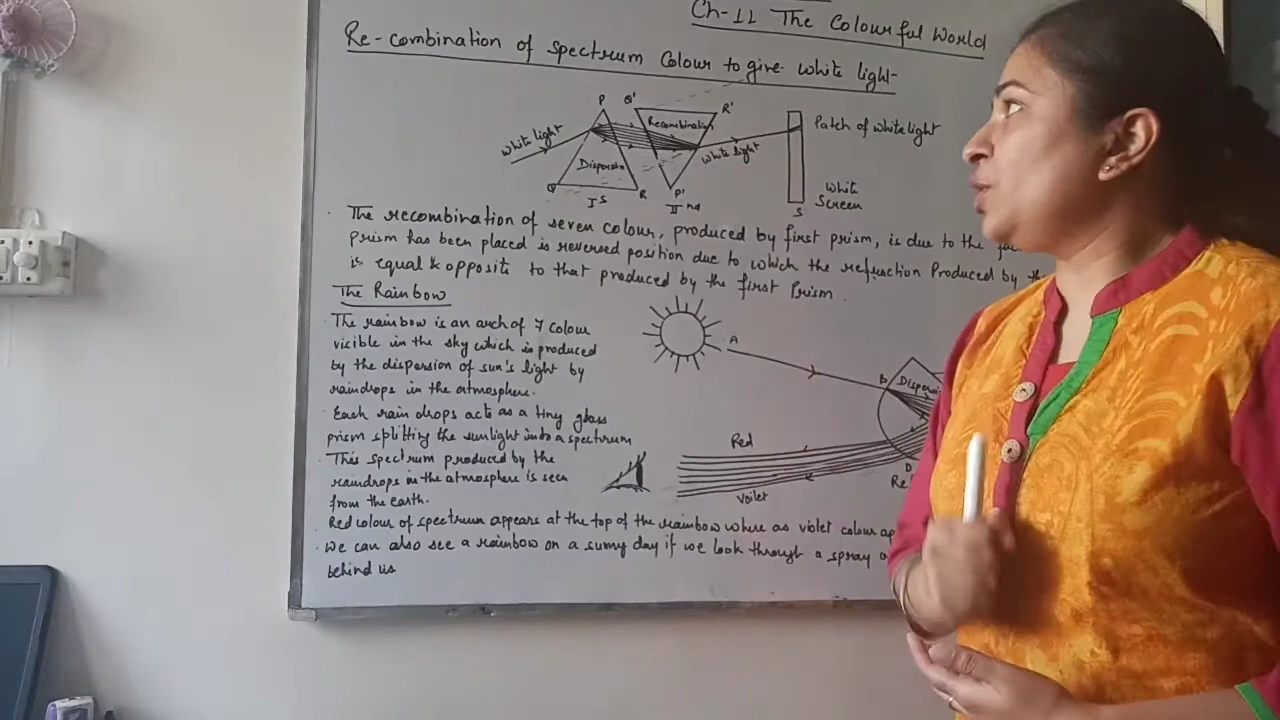 Ch-11 The Colourful World
Re-combination of spectrum Colour to give white light
P Q' R'
White light
Recombination
Patch of white light
Dispersion
White light
White
Screen
Q R P' S
Ist IInd
The recombination of seven colour, produced by first prism, is due to the
prism has been placed is reversed position due to which the refraction Produced by
is equal & opposite to that produced by the first Prism.
The Rainbow
The rainbow is an arch of 7 colour
visible in the sky which is produced
by the dispersion of sun's light by
raindrops in the atmosphere.
Each rain drops acts as a tiny glass
prism splitting the sunlight into a spectrum
This spectrum produced by the
raindrops in the atmosphere is seen
from the earth.
A
B
Red
D
Voilet
Red colour of spectrum appears at the top of the rainbow where as violet colour
We can also see a rainbow on a sunny day if we look through a spray
behind us